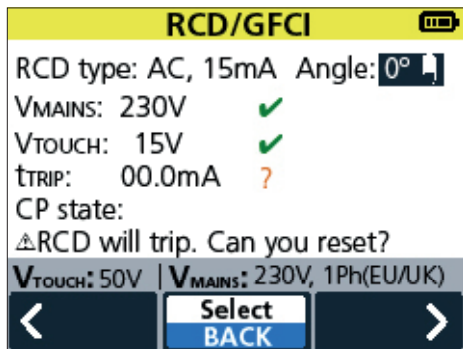 RCD/GFCI
RCD type: AC, 15mA Angle: 0°
VMAINS: 230V ✔
VTOUCH: 15V ✔
tTRIP: 00.0mA ?
CP state:
⚠RCD will trip. Can you reset?
VTOUCH: 50V | VMAINS: 230V, 1Ph(EU/UK)
Select
BACK